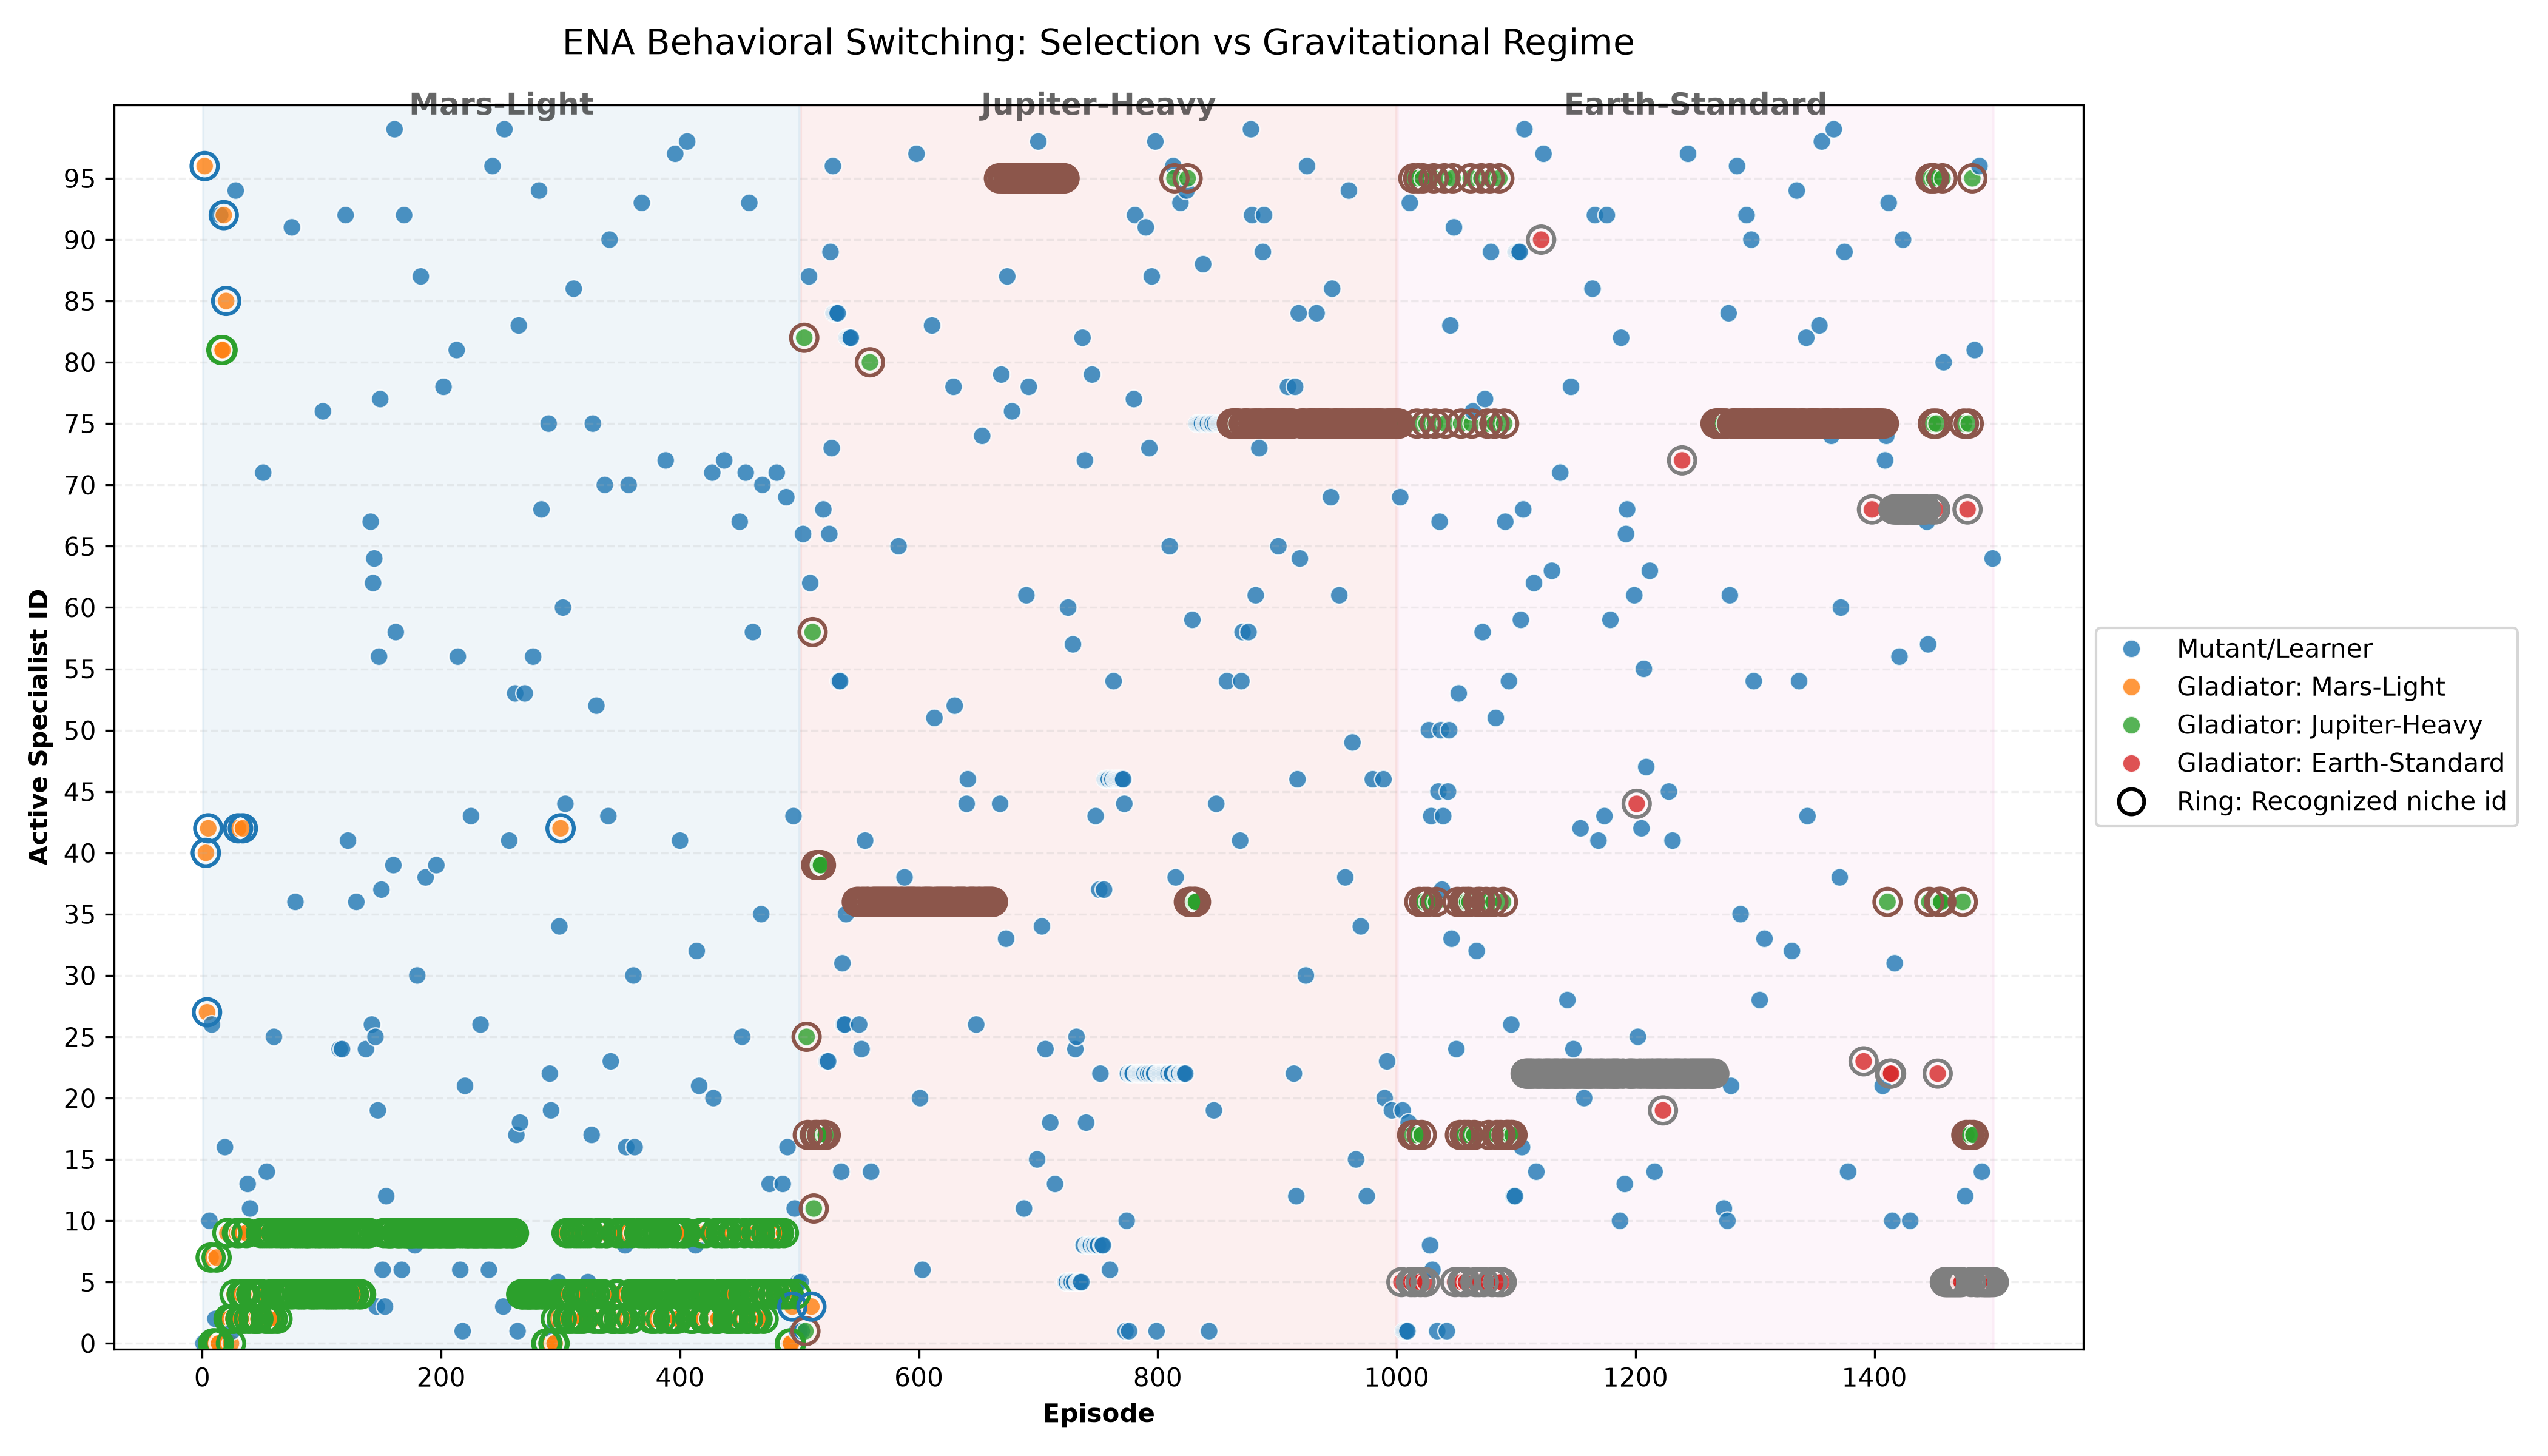 ENA Behavioral Switching: Selection vs Gravitational Regime
Mars-Light
Jupiter-Heavy
Earth-Standard
95
90
85
80
75
70
65
60
55
50
45
40
35
30
25
20
15
10
5
0
Active Specialist ID
0
200
400
600
800
1000
1200
1400
Episode
Mutant/Learner
Gladiator: Mars-Light
Gladiator: Jupiter-Heavy
Gladiator: Earth-Standard
Ring: Recognized niche id